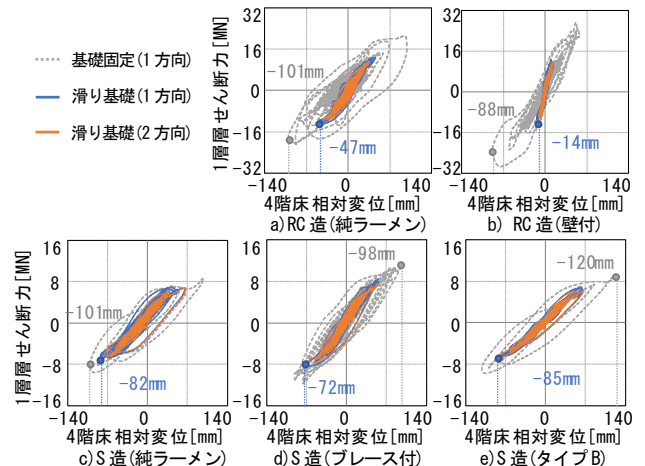 基礎固定(1方向)
滑り基礎(1方向)
滑り基礎(2方向)
1層層せん断力[MN]
32
16
0
-16
-32
-101mm
-47mm
-140 0 140
4階床相対変位[mm]
a)RC造(純ラーメン)
32
16
0
-16
-32
-88mm
-14mm
-140 0 140
4階床相対変位[mm]
b) RC造(壁付)
1層層せん断力[MN]
16
8
0
-8
-16
-101mm
-82mm
-140 0 140
4階床相対変位[mm]
c)S造(純ラーメン)
16
8
0
-8
-16
-98mm
-72mm
-140 0 140
4階床相対変位[mm]
d)S造(ブレース付)
16
8
0
-8
-16
-120mm
-85mm
-140 0 140
4階床相対変位[mm]
e)S造(タイプB)